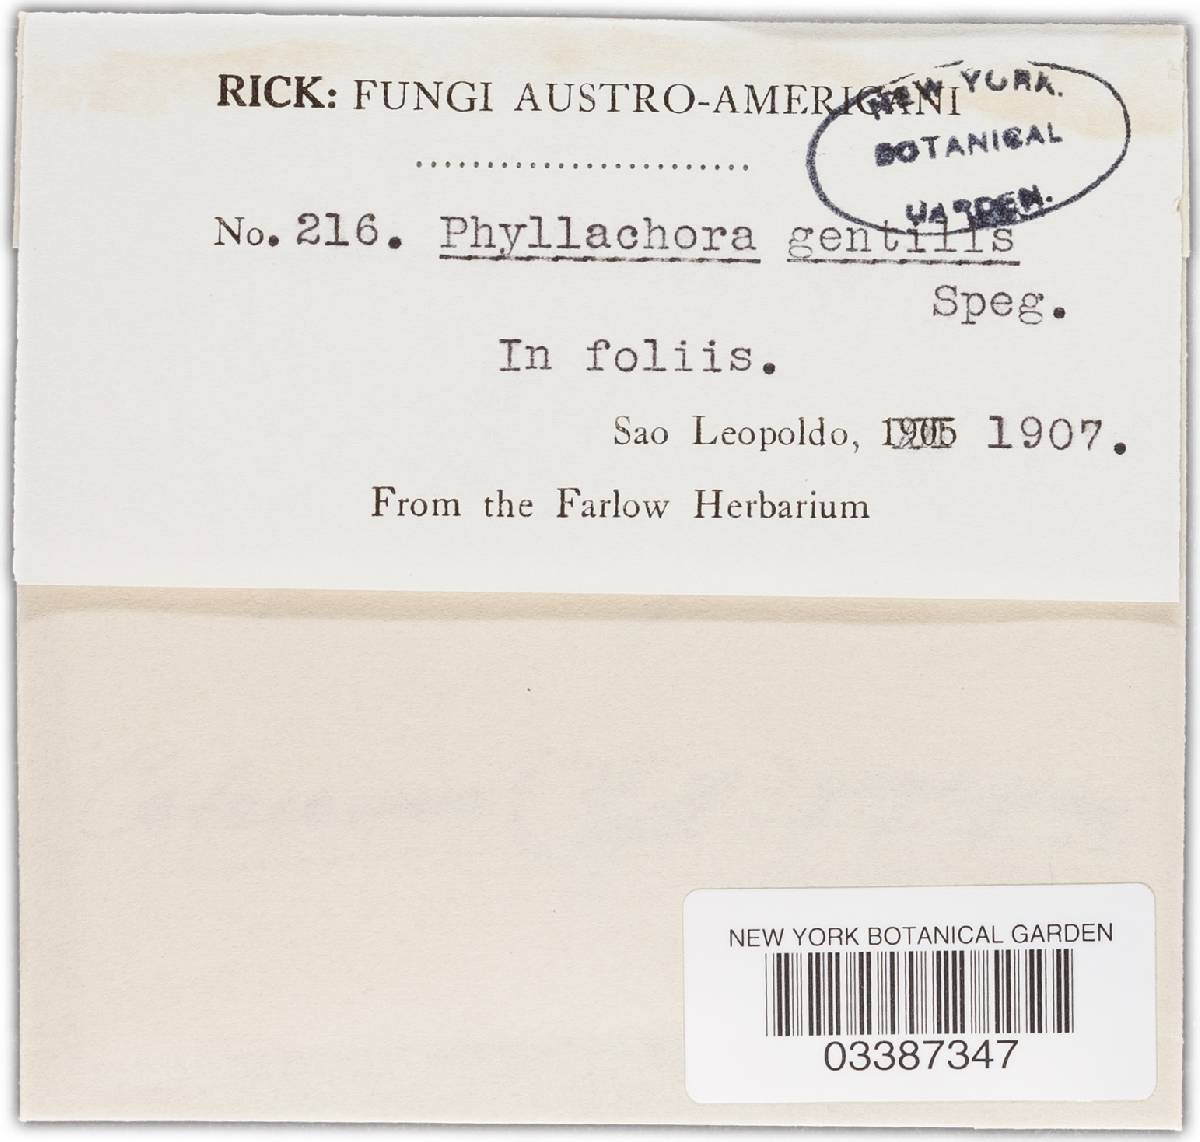 RICK: FUNGI AUSTRO-AMERICANI
NEW YORK.
BOTANICAL
GARDEN.
No. 216. Phyllachora gentilis
Speg.
In foliis.
Sao Leopoldo, 1905 1907.
From the Farlow Herbarium
NEW YORK BOTANICAL GARDEN
03387347